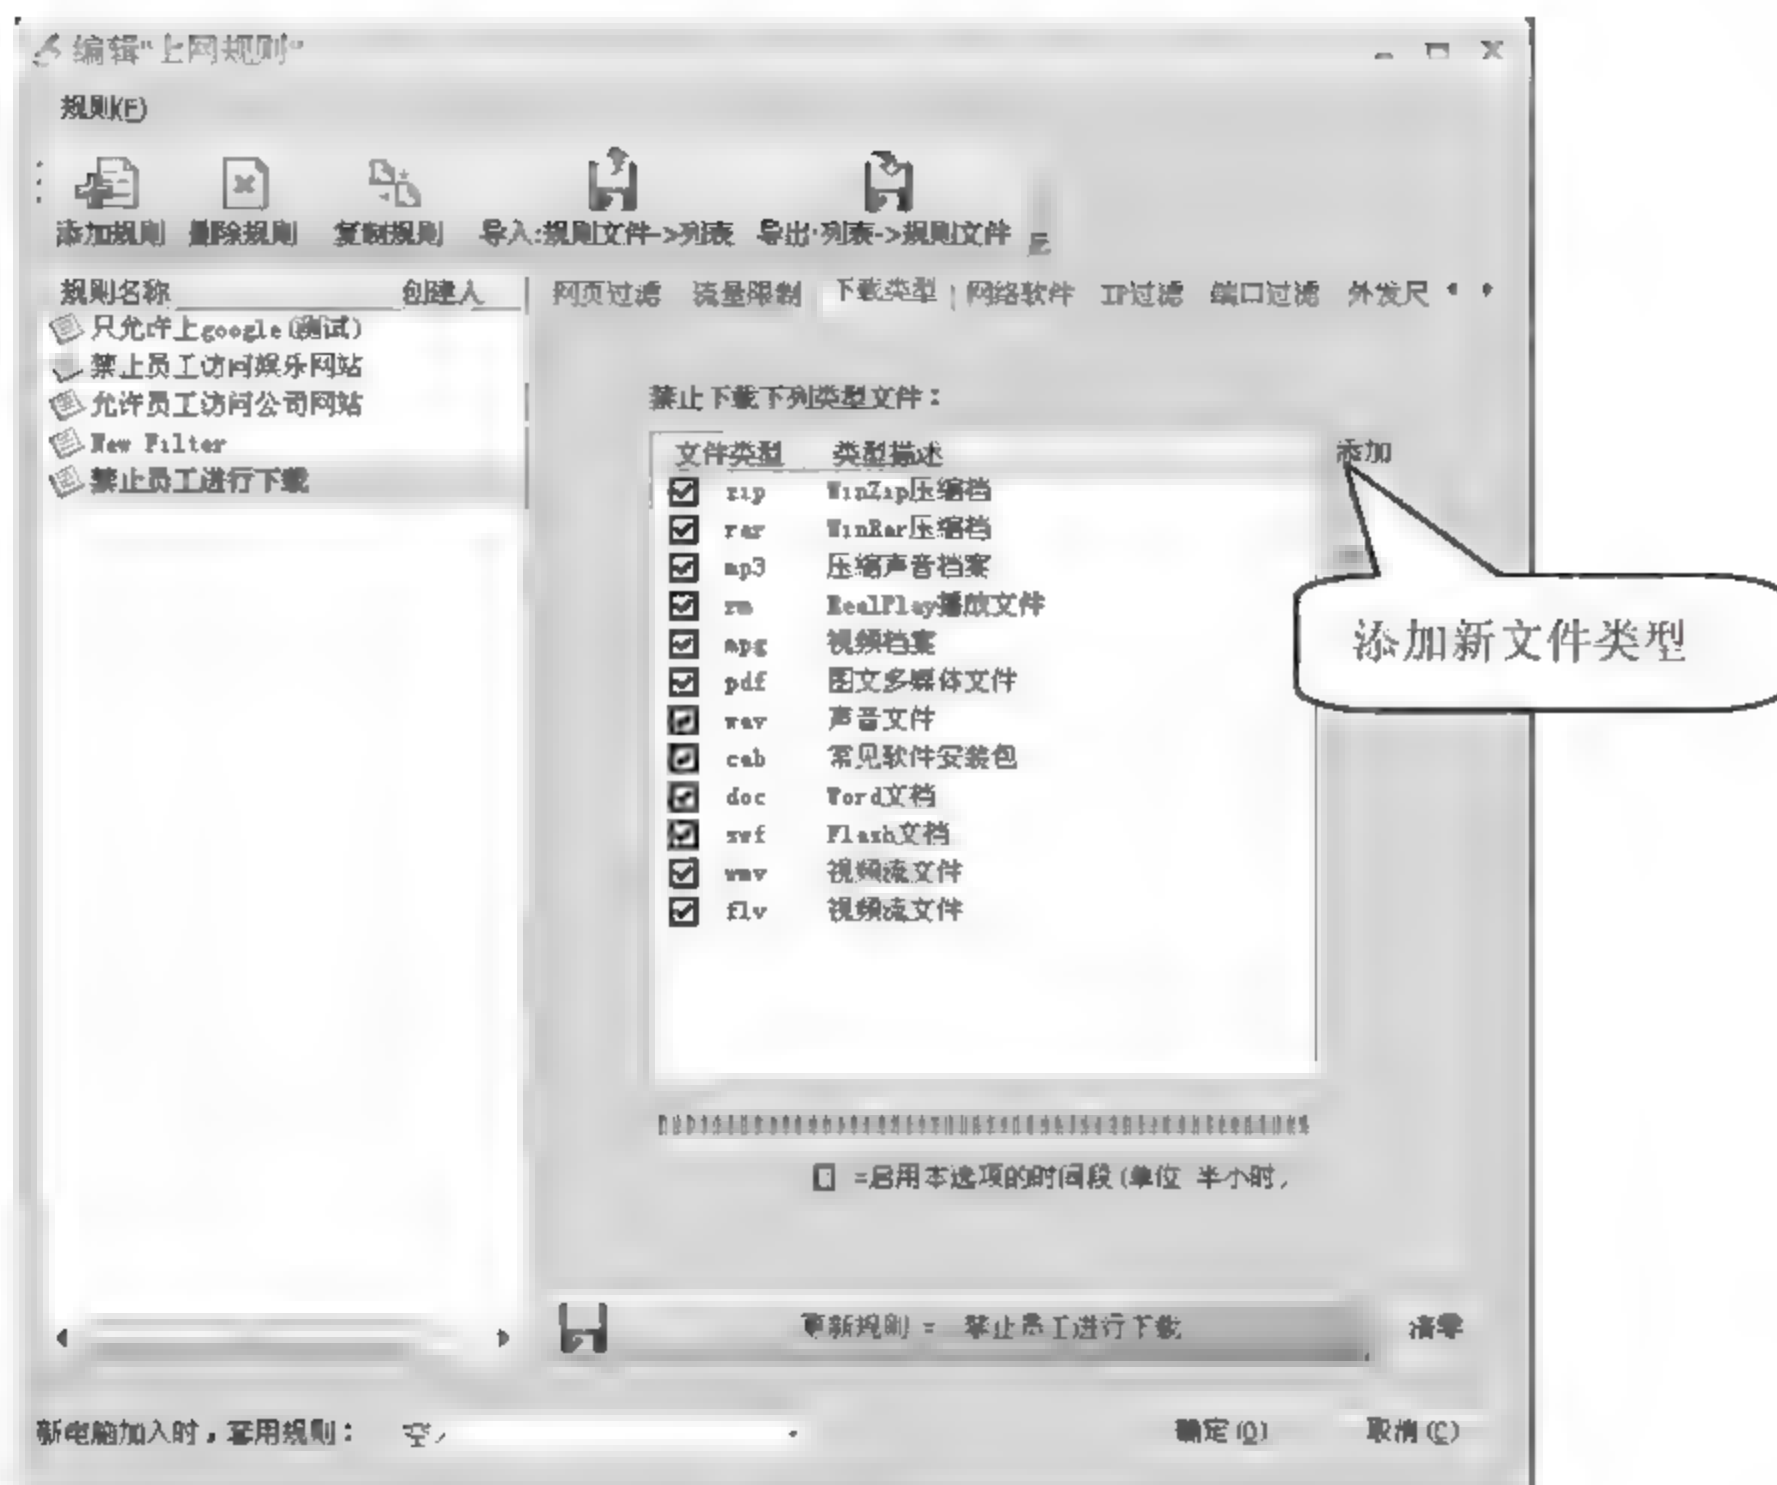 编辑"上网规则"
规则(F)
添加规则 删除规则 复制规则 导入:规则文件->列表 导出:列表->规则文件
规则名称 创建人
只允许上google(测试)
禁止员工访问娱乐网站
允许员工访问公司网站
New Filter
禁止员工进行下载
网页过滤 流量限制 下载类型 网络软件 IP过滤 端口过滤 外发尺
禁止下载下列类型文件：
文件类型 类型描述
添加
zip WinZip压缩档
rar WinRar压缩档
mp3 压缩声音档案
rm RealPlay播放文件
mpg 视频档案
pdf 图文多媒体文件
wav 声音文件
cab 常见软件安装包
doc Word文档
swf Flash文档
wmv 视频流文件
flv 视频流文件
添加新文件类型
=启用本选项的时间段(单位 半小时,
更新规则 = 禁止员工进行下载
清零
新电脑加入时，套用规则： 空
确定(O) 取消(C)